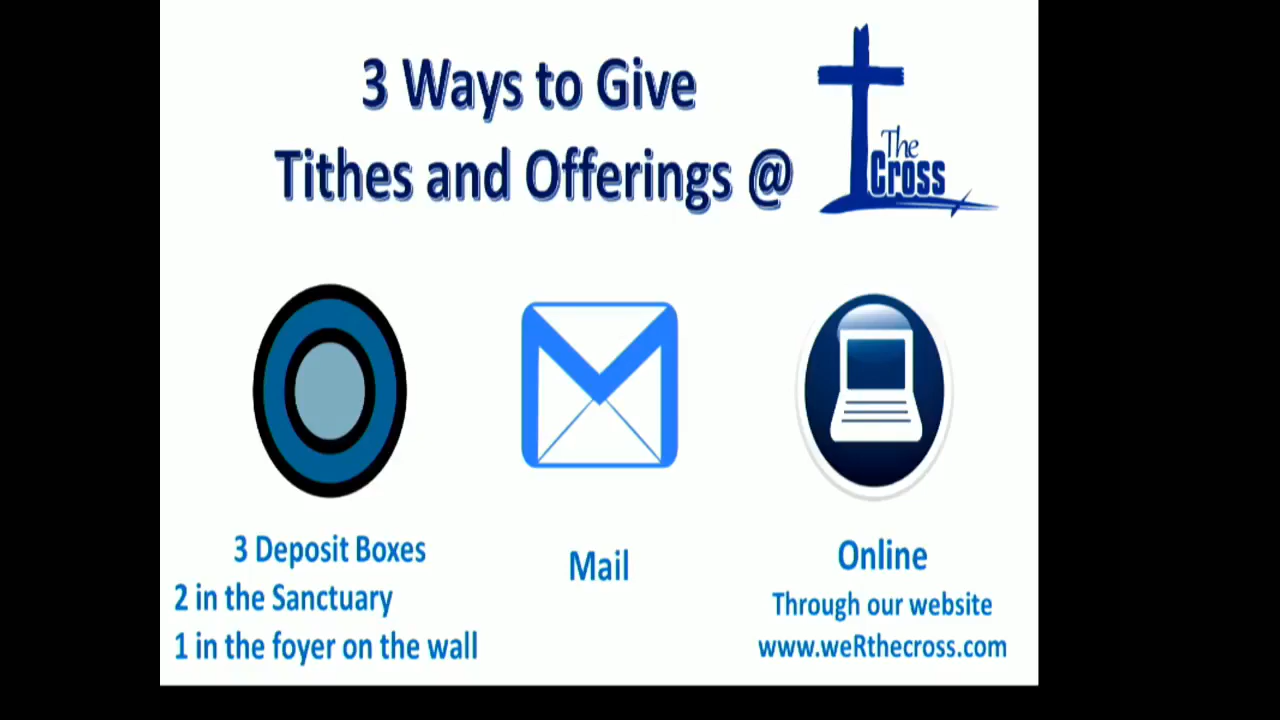 3 Ways to Give
Tithes and Offerings @
The
Cross
3 Deposit Boxes
2 in the Sanctuary
1 in the foyer on the wall
Mail
Online
Through our website
www.weRthecross.com